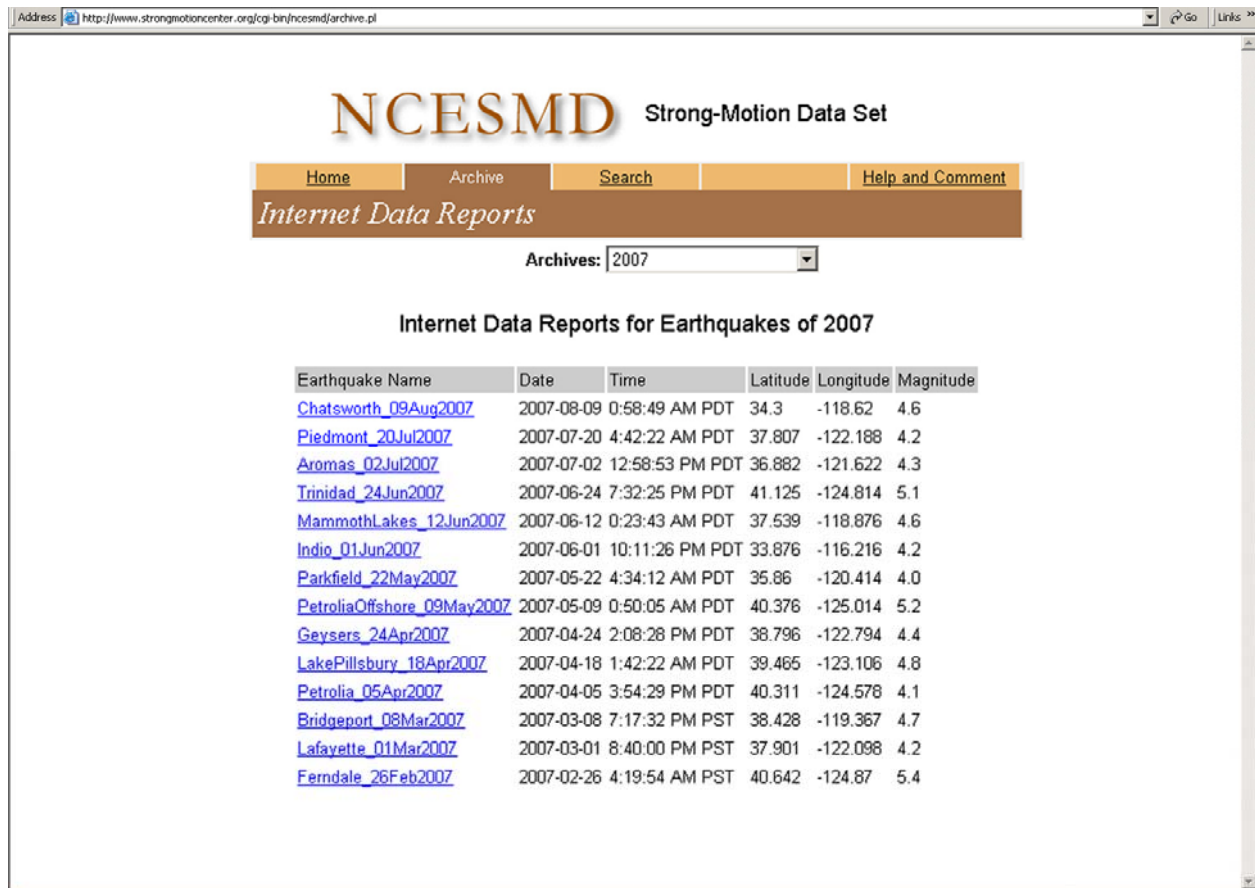 Address http://www.strongmotioncenter.org/cgi-bin/ncesmd/archive.pl Go Links »
NCESMD Strong-Motion Data Set
Home Archive Search Help and Comment
Internet Data Reports
Archives: 2007
Internet Data Reports for Earthquakes of 2007
Earthquake Name Date Time Latitude Longitude Magnitude
Chatsworth_09Aug2007 2007-08-09 0:58:49 AM PDT 34.3 -118.62 4.6
Piedmont_20Jul2007 2007-07-20 4:42:22 AM PDT 37.807 -122.188 4.2
Aromas_02Jul2007 2007-07-02 12:58:53 PM PDT 36.882 -121.622 4.3
Trinidad_24Jun2007 2007-06-24 7:32:25 PM PDT 41.125 -124.814 5.1
MammothLakes_12Jun2007 2007-06-12 0:23:43 AM PDT 37.539 -118.876 4.6
Indio_01Jun2007 2007-06-01 10:11:26 PM PDT 33.876 -116.216 4.2
Parkfield_22May2007 2007-05-22 4:34:12 AM PDT 35.86 -120.414 4.0
PetroliaOffshore_09May2007 2007-05-09 0:50:05 AM PDT 40.376 -125.014 5.2
Geysers_24Apr2007 2007-04-24 2:08:28 PM PDT 38.796 -122.794 4.4
LakePillsbury_18Apr2007 2007-04-18 1:42:22 AM PDT 39.465 -123.106 4.8
Petrolia_05Apr2007 2007-04-05 3:54:29 PM PDT 40.311 -124.578 4.1
Bridgeport_08Mar2007 2007-03-08 7:17:32 PM PST 38.428 -119.367 4.7
Lafayette_01Mar2007 2007-03-01 8:40:00 PM PST 37.901 -122.098 4.2
Ferndale_26Feb2007 2007-02-26 4:19:54 AM PST 40.642 -124.87 5.4